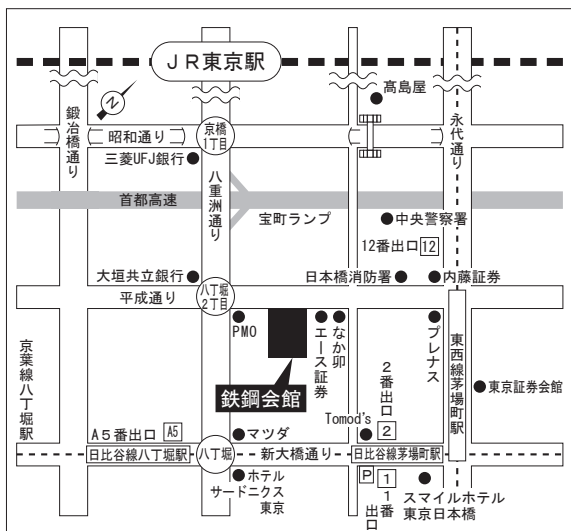 JR東京駅
N
髙島屋
鍛冶橋通り
昭和通り
京橋
1丁目
永代通り
三菱UFJ銀行
八重洲通り
首都高速
宝町ランプ
中央警察署
12番出口 12
大垣共立銀行
日本橋消防署
内藤証券
平成通り
八丁堀
2丁目
PMO
エース証券
なか卯
プレナス
東西線茅場町駅
京葉線八丁堀駅
鉄鋼会館
2番出口
2
東京証券会館
Tomod's
A5番出口 A5
マツダ
日比谷線八丁堀駅
八丁堀
新大橋通り
日比谷線茅場町駅
ホテル
サードニクス
東京
P
1
1番出口
スマイルホテル
東京日本橋